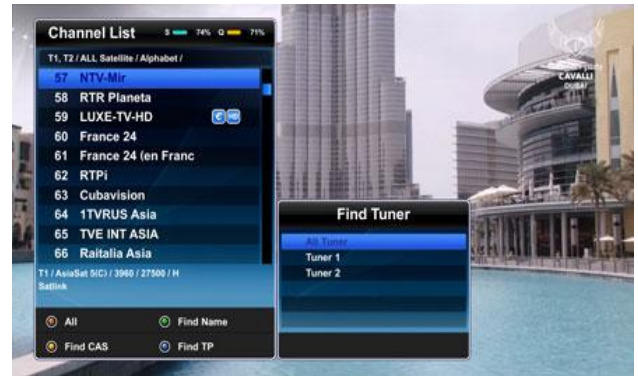 Channel List
S 74% Q 71%
T1, T2 / ALL Satellite / Alphabet /
57 NTV-Mir
58 RTR Planeta
59 LUXE-TV-HD € HD
60 France 24
61 France 24 (en Franc
62 RTPi
63 Cubavision
64 1TVRUS Asia
65 TVE INT ASIA
66 Raitalia Asia
T1 / AsiaSat 5(C) / 3960 / 27500 / H
Satlink
All
Find Name
Find CAS
Find TP
Find Tuner
All Tuner
Tuner 1
Tuner 2
CAVALLI
DUBAI